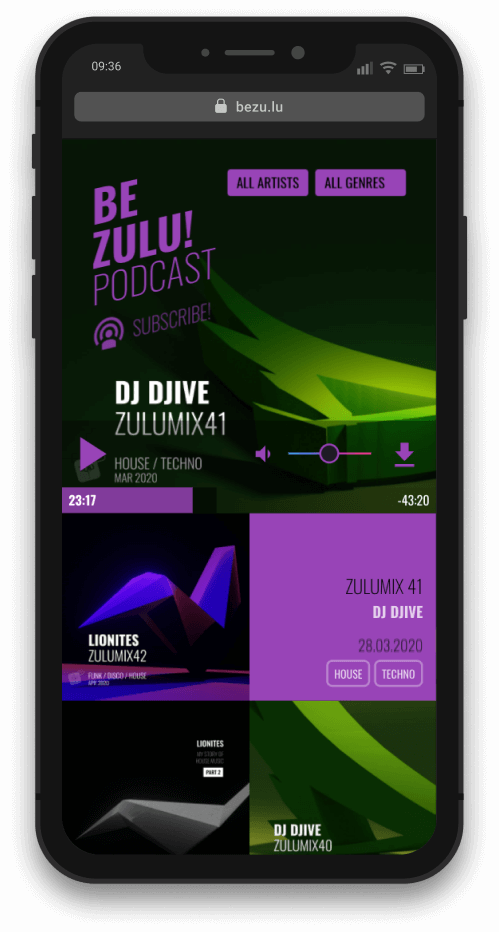 09:36
bezu.lu
ALL ARTISTS
ALL GENRES
BE
ZULU!
PODCAST
SUBSCRIBE!
DJ DJIVE
ZULUMIX41
HOUSE / TECHNO
MAR 2020
23:17
-43:20
LIONITES
ZULUMIX42
FUNK / DISCO / HOUSE
APR 2020
ZULUMIX 41
DJ DJIVE
28.03.2020
HOUSE
TECHNO
LIONITES
MY STORY OF
HOUSE MUSIC
PART 2
DJ DJIVE
ZULUMIX40